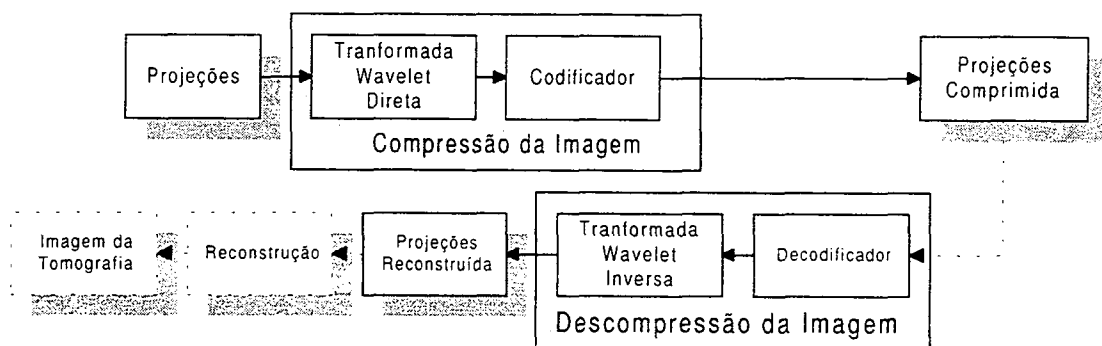 Projeções
Tranformada
Wavelet
Direta
Codificador
Compressão da Imagem
Projeções
Comprimida
Imagem da
Tomografia
Reconstrução
Projeções
Reconstruída
Tranformada
Wavelet
Inversa
Decodificador
Descompressão da Imagem